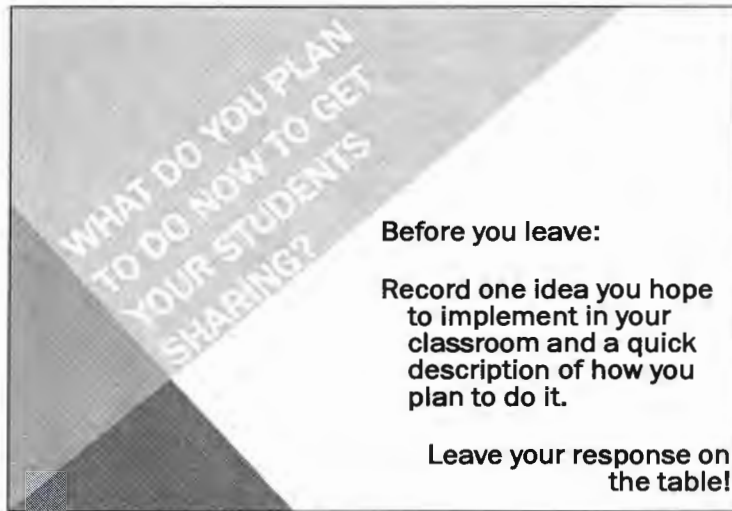 WHAT DO YOU PLAN
TO DO NOW TO GET
YOUR STUDENTS
SHARING?
Before you leave:
Record one idea you hope
to implement in your
classroom and a quick
description of how you
plan to do it.
Leave your response on
the table!